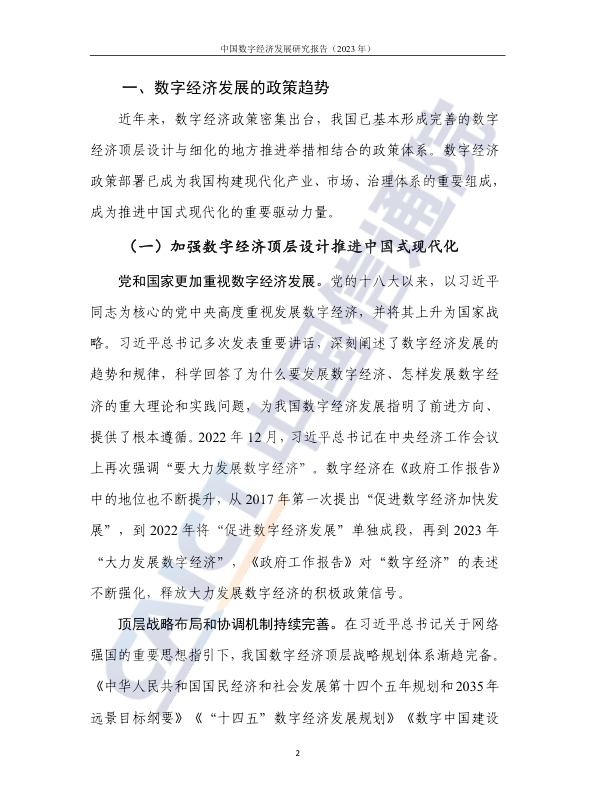 中国数字经济发展研究报告（2023 年）
一、数字经济发展的政策趋势
近年来，数字经济政策密集出台，我国已基本形成完善的数字
经济顶层设计与细化的地方推进举措相结合的政策体系。数字经济
政策部署已成为我国构建现代化产业、市场、治理体系的重要组成，
成为推进中国式现代化的重要驱动力量。
（一）加强数字经济顶层设计推进中国式现代化
党和国家更加重视数字经济发展。党的十八大以来，以习近平
同志为核心的党中央高度重视发展数字经济，并将其上升为国家战
略。习近平总书记多次发表重要讲话，深刻阐述了数字经济发展的
趋势和规律，科学回答了为什么要发展数字经济、怎样发展数字经
济的重大理论和实践问题，为我国数字经济发展指明了前进方向、
提供了根本遵循。2022 年 12 月，习近平总书记在中央经济工作会议
上再次强调“要大力发展数字经济”。数字经济在《政府工作报告》
中的地位也不断提升，从 2017 年第一次提出“促进数字经济加快发
展”，到 2022 年将“促进数字经济发展”单独成段，再到 2023 年
“大力发展数字经济”，《政府工作报告》对“数字经济”的表述
不断强化，释放大力发展数字经济的积极政策信号。
顶层战略布局和协调机制持续完善。在习近平总书记关于网络
强国的重要思想指引下，我国数字经济顶层战略规划体系渐趋完备。
《中华人民共和国国民经济和社会发展第十四个五年规划和 2035 年
远景目标纲要》《“十四五”数字经济发展规划》《数字中国建设
2
CAICT 中国信通院